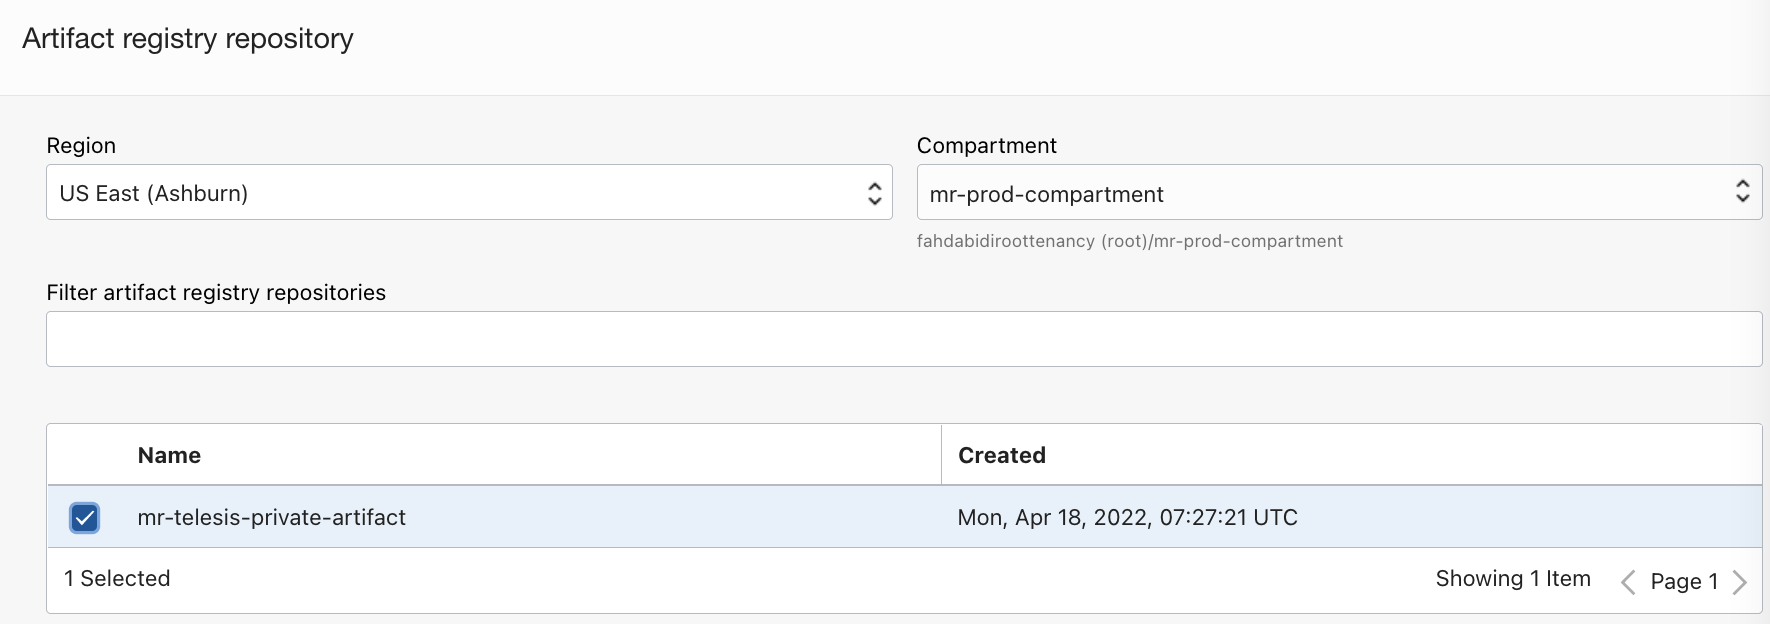 Artifact registry repository
Region
US East (Ashburn)
Compartment
mr-prod-compartment
fahdabidiroottenancy (root)/mr-prod-compartment
Filter artifact registry repositories
Name Created
mr-telesis-private-artifact Mon, Apr 18, 2022, 07:27:21 UTC
1 Selected Showing 1 Item Page 1